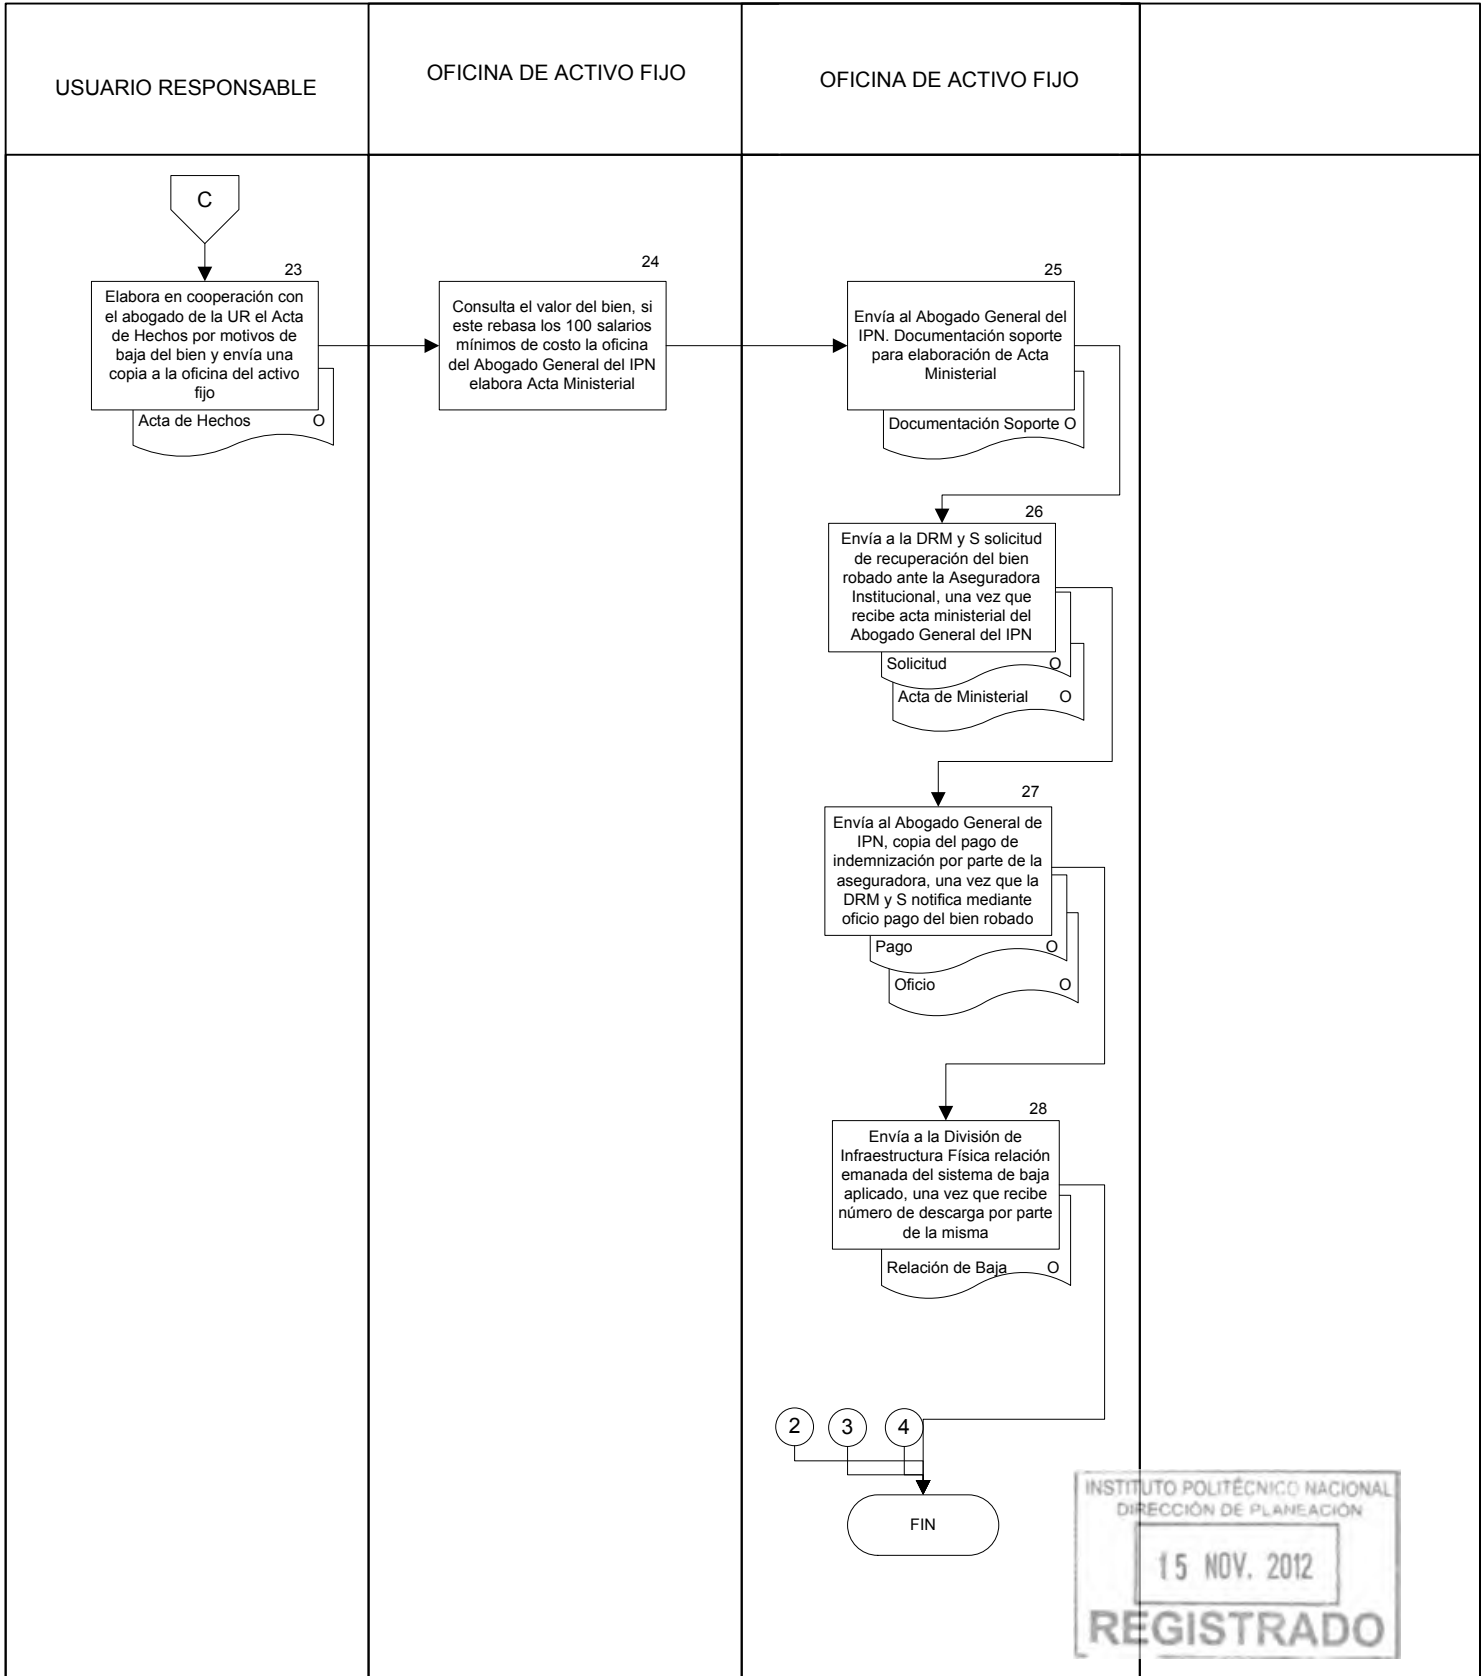 USUARIO RESPONSABLE
OFICINA DE ACTIVO FIJO
OFICINA DE ACTIVO FIJO
C
23
Elabora en cooperación con
el abogado de la UR el Acta
de Hechos por motivos de
baja del bien y envía una
copia a la oficina del activo
fijo
Acta de Hechos O
24
Consulta el valor del bien, si
este rebasa los 100 salarios
mínimos de costo la oficina
del Abogado General del IPN
elabora Acta Ministerial
25
Envía al Abogado General del
IPN. Documentación soporte
para elaboración de Acta
Ministerial
Documentación Soporte O
26
Envía a la DRM y S solicitud
de recuperación del bien
robado ante la Aseguradora
Institucional, una vez que
recibe acta ministerial del
Abogado General del IPN
Solicitud O
Acta de Ministerial O
27
Envía al Abogado General de
IPN, copia del pago de
indemnización por parte de la
aseguradora, una vez que la
DRM y S notifica mediante
oficio pago del bien robado
Pago O
Oficio O
28
Envía a la División de
Infraestructura Física relación
emanada del sistema de baja
aplicado, una vez que recibe
número de descarga por parte
de la misma
Relación de Baja O
2 3 4
FIN
INSTITUTO POLITÉCNICO NACIONAL
DIRECCIÓN DE PLANEACIÓN
15 NOV. 2012
REGISTRADO